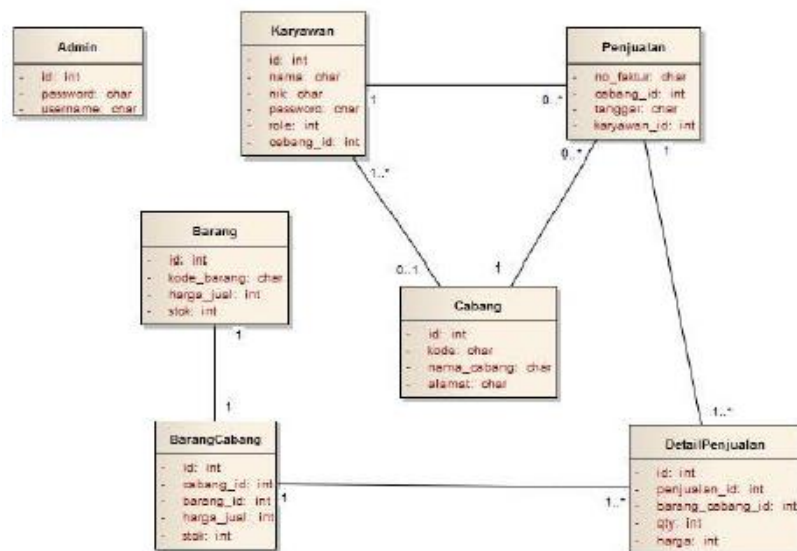 Admin
- id: int
- password: char
- username: char
Karyawan
- id: int
- nama: char
- nik: char
- password: char
- role: int
- cabang_id: int
Penjualan
- no_faktur: char
- cabang_id: int
- tanggal: char
- karyawan_id: int
1
0..*
1..*
0..*
1
Barang
- id: int
- kode_barang: char
- harga_jual: int
- stok: int
0..1
1
Cabang
- id: int
- kode: char
- nama_cabang: char
- alamat: char
1
1
1..*
BarangCabang
- id: int
- cabang_id: int
- barang_id: int
- harga_jual: int
- stok: int
1
1..*
DetailPenjualan
- id: int
- penjualan_id: int
- barang_cabang_id: int
- qty: int
- harga: int